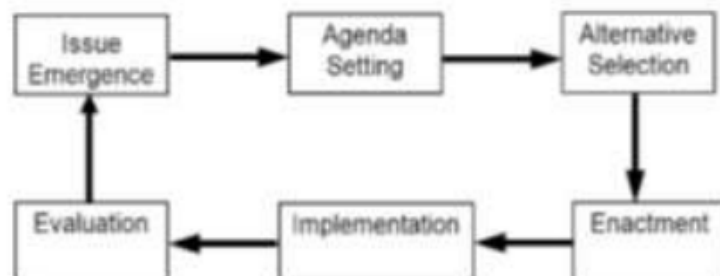 Issue
Emergence
Agenda
Setting
Alternative
Selection
Evaluation
Implementation
Enactment